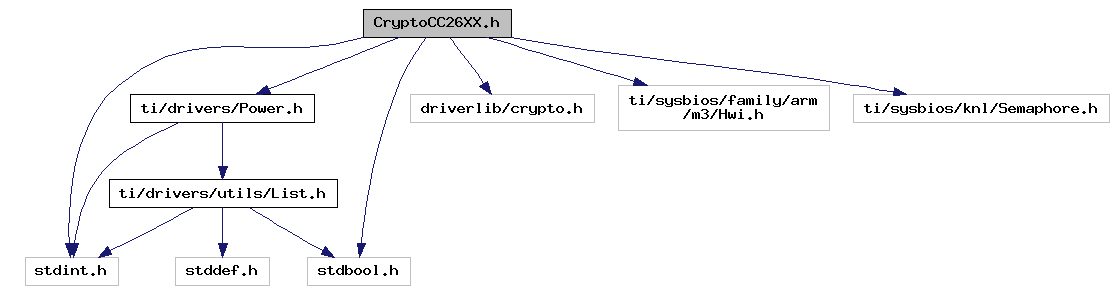 CryptoCC26XX.h
ti/drivers/Power.h
driverlib/crypto.h
ti/sysbios/family/arm
/m3/Hwi.h
ti/sysbios/knl/Semaphore.h
ti/drivers/utils/List.h
stdint.h
stddef.h
stdbool.h